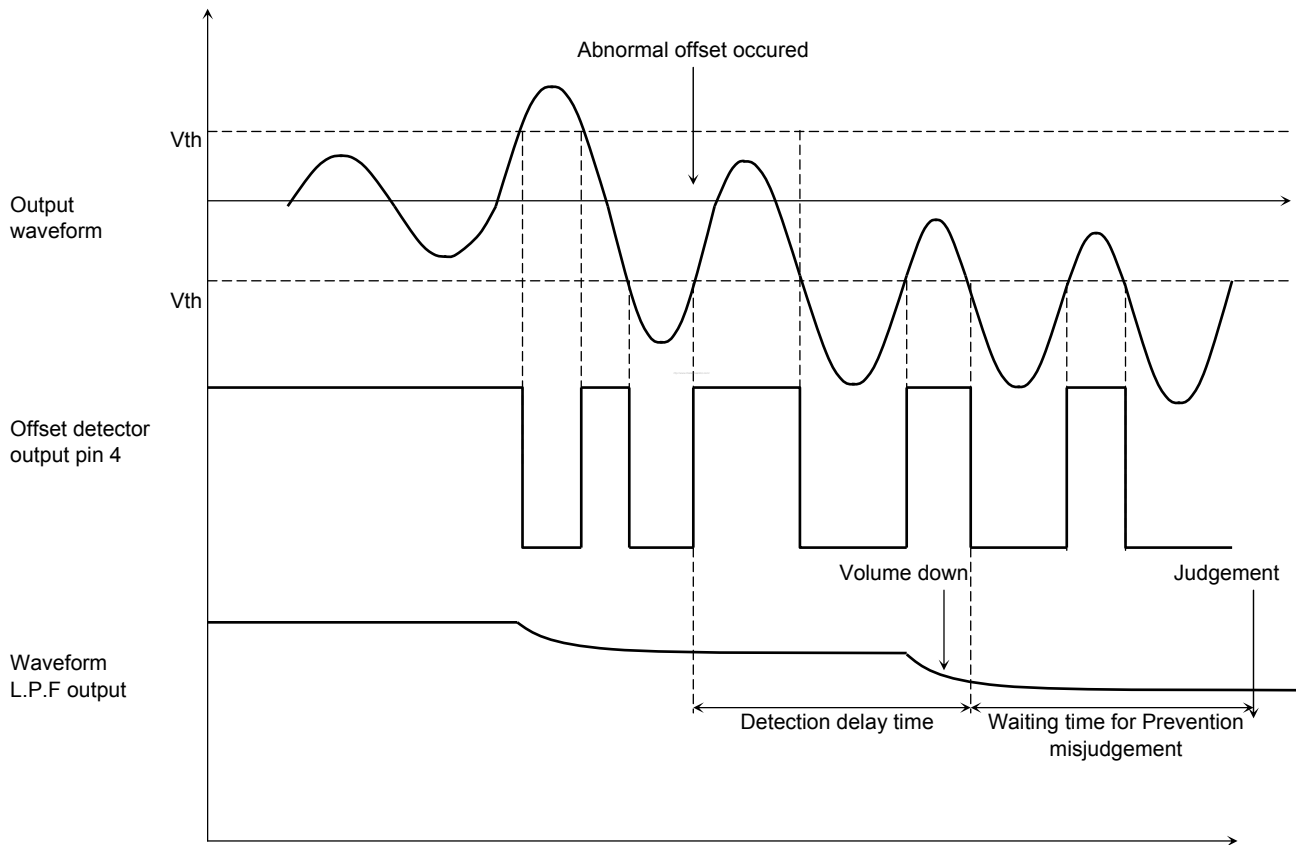 Abnormal offset occured
Vth
Output
waveform
Vth
Offset detector
output pin 4
Volume down
Judgement
Waveform
L.P.F output
Detection delay time
Waiting time for Prevention
misjudgement